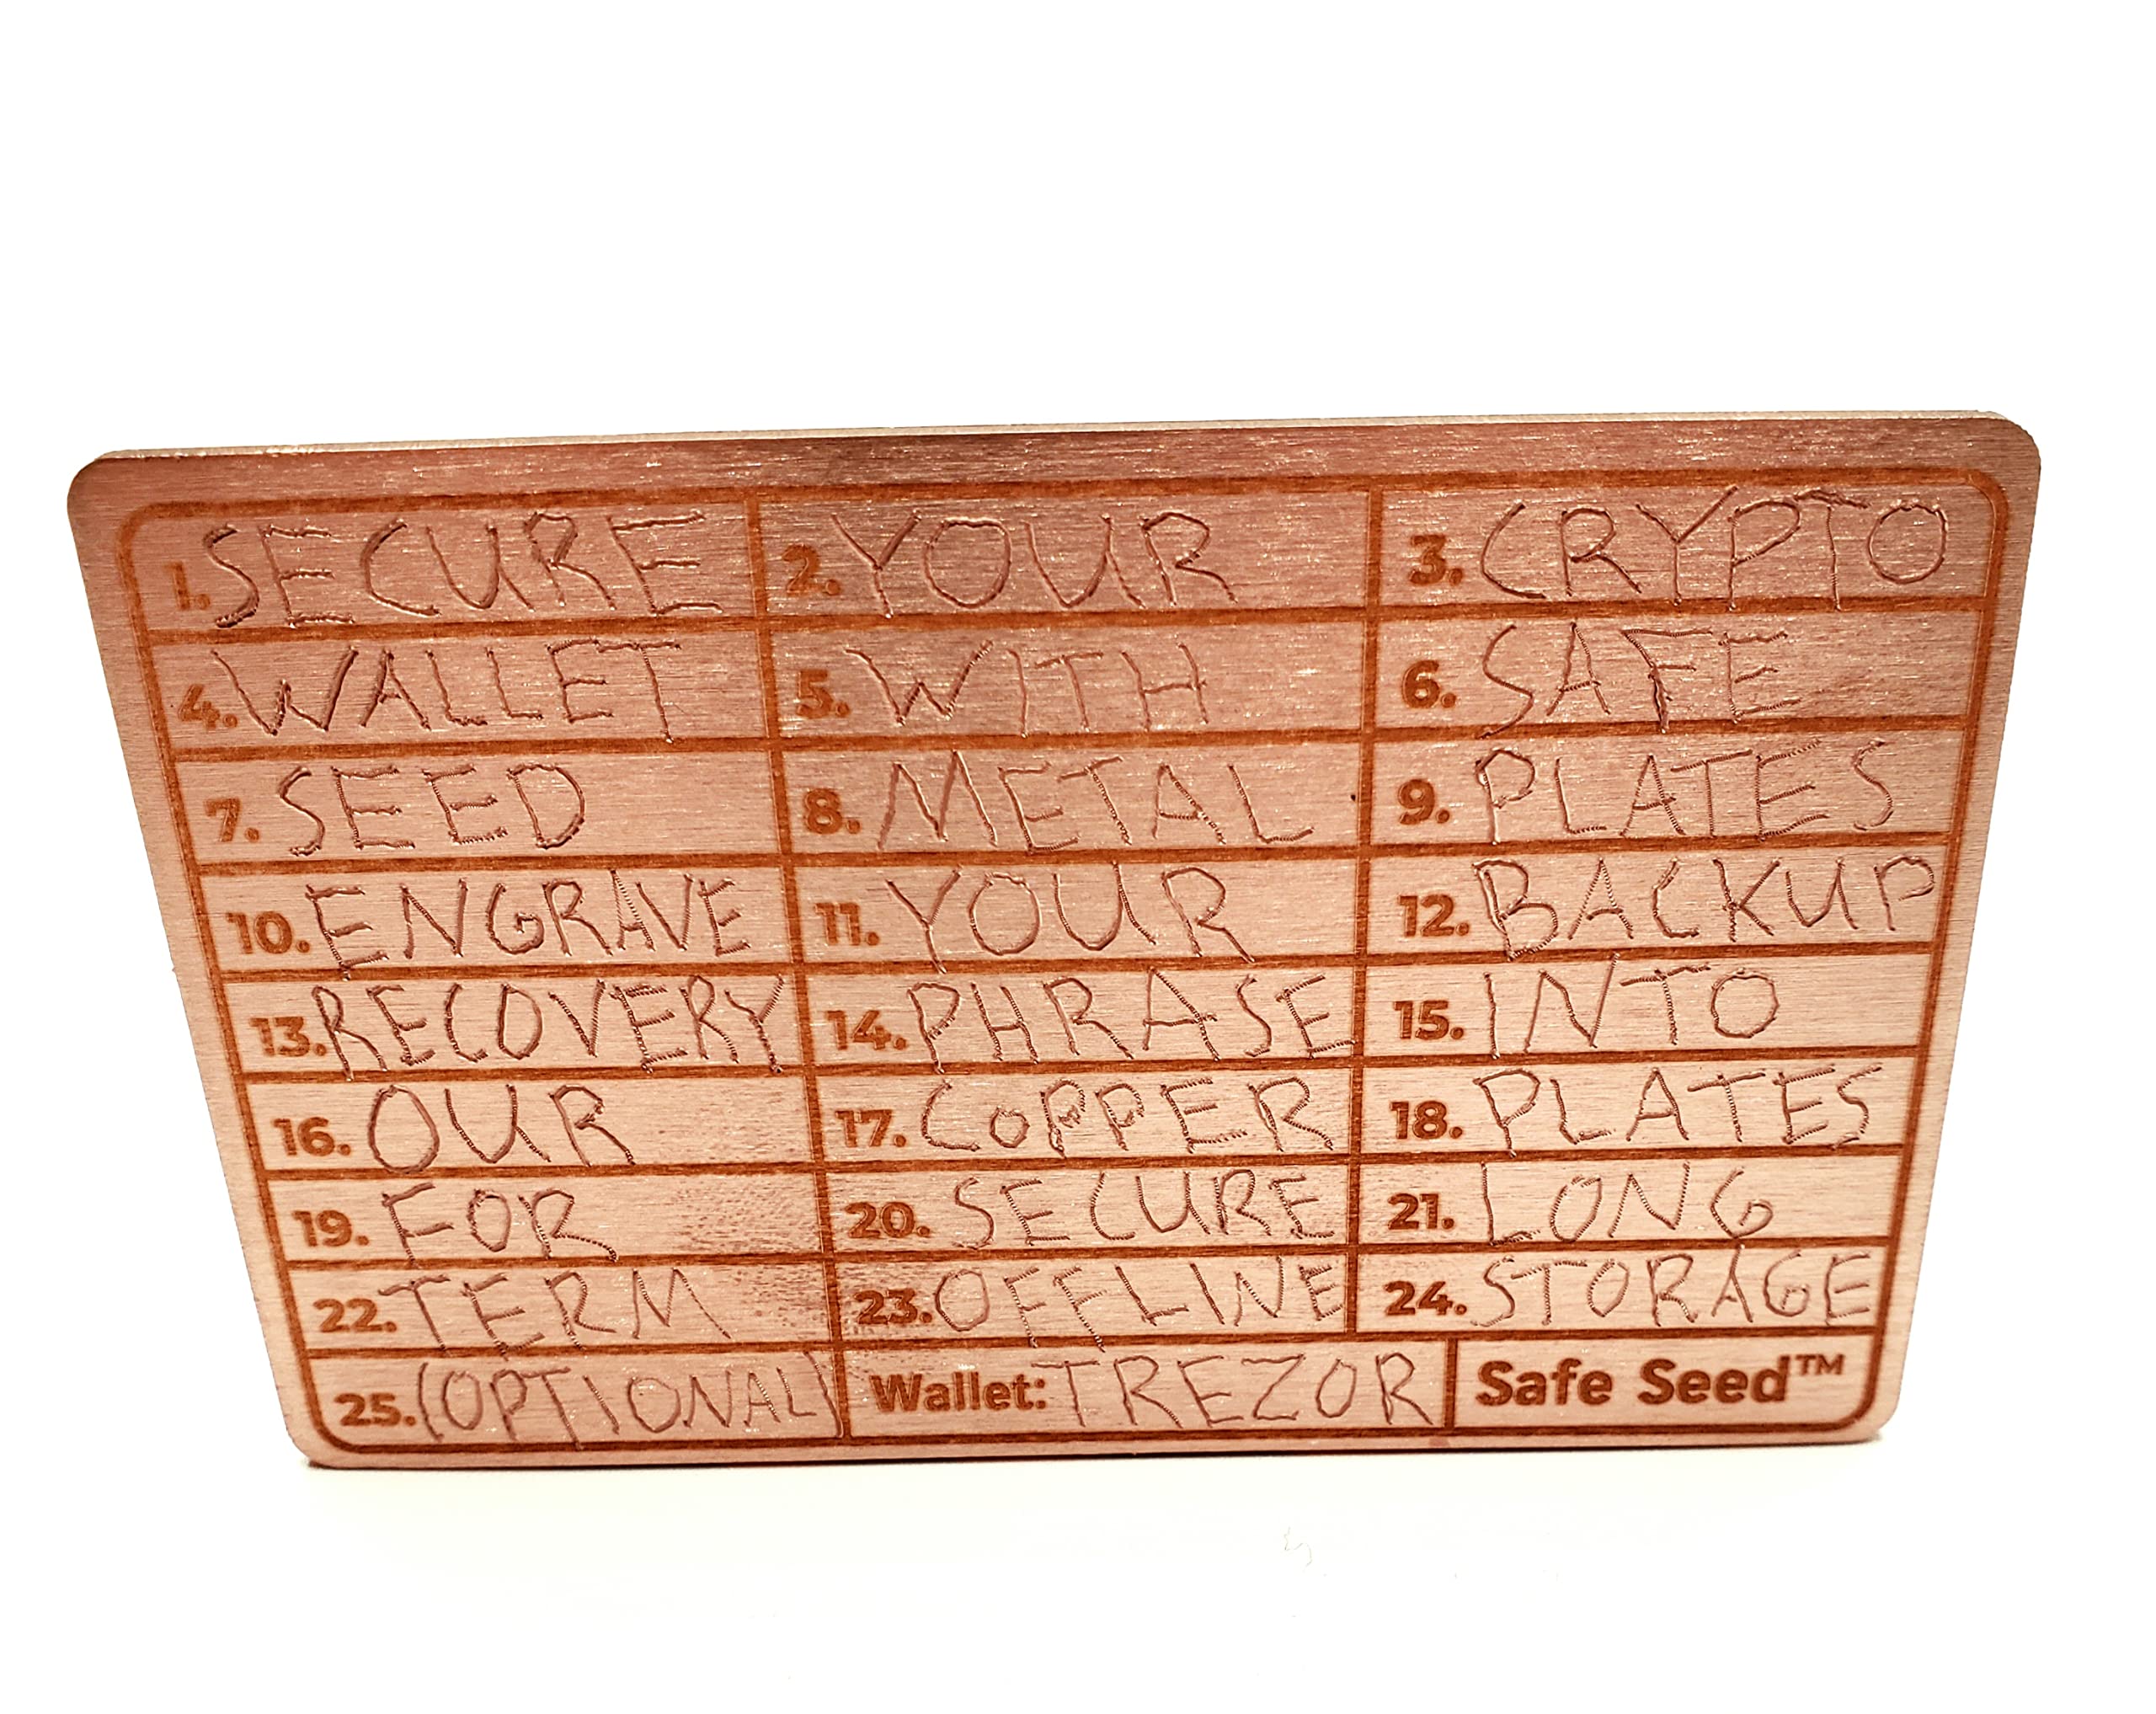 1. SECURE 2. YOUR 3. CRYPTO
4. WALLET 5. WITH 6. SAFE
7. SEED 8. METAL 9. PLATES
10. ENGRAVE 11. YOUR 12. BACKUP
13. RECOVERY 14. PHRASE 15. INTO
16. OUR 17. COPPER 18. PLATES
19. FOR 20. SECURE 21. LONG
22. TERM 23. OFFLINE 24. STORAGE
25. (OPTIONAL) Wallet: TREZOR Safe Seed™